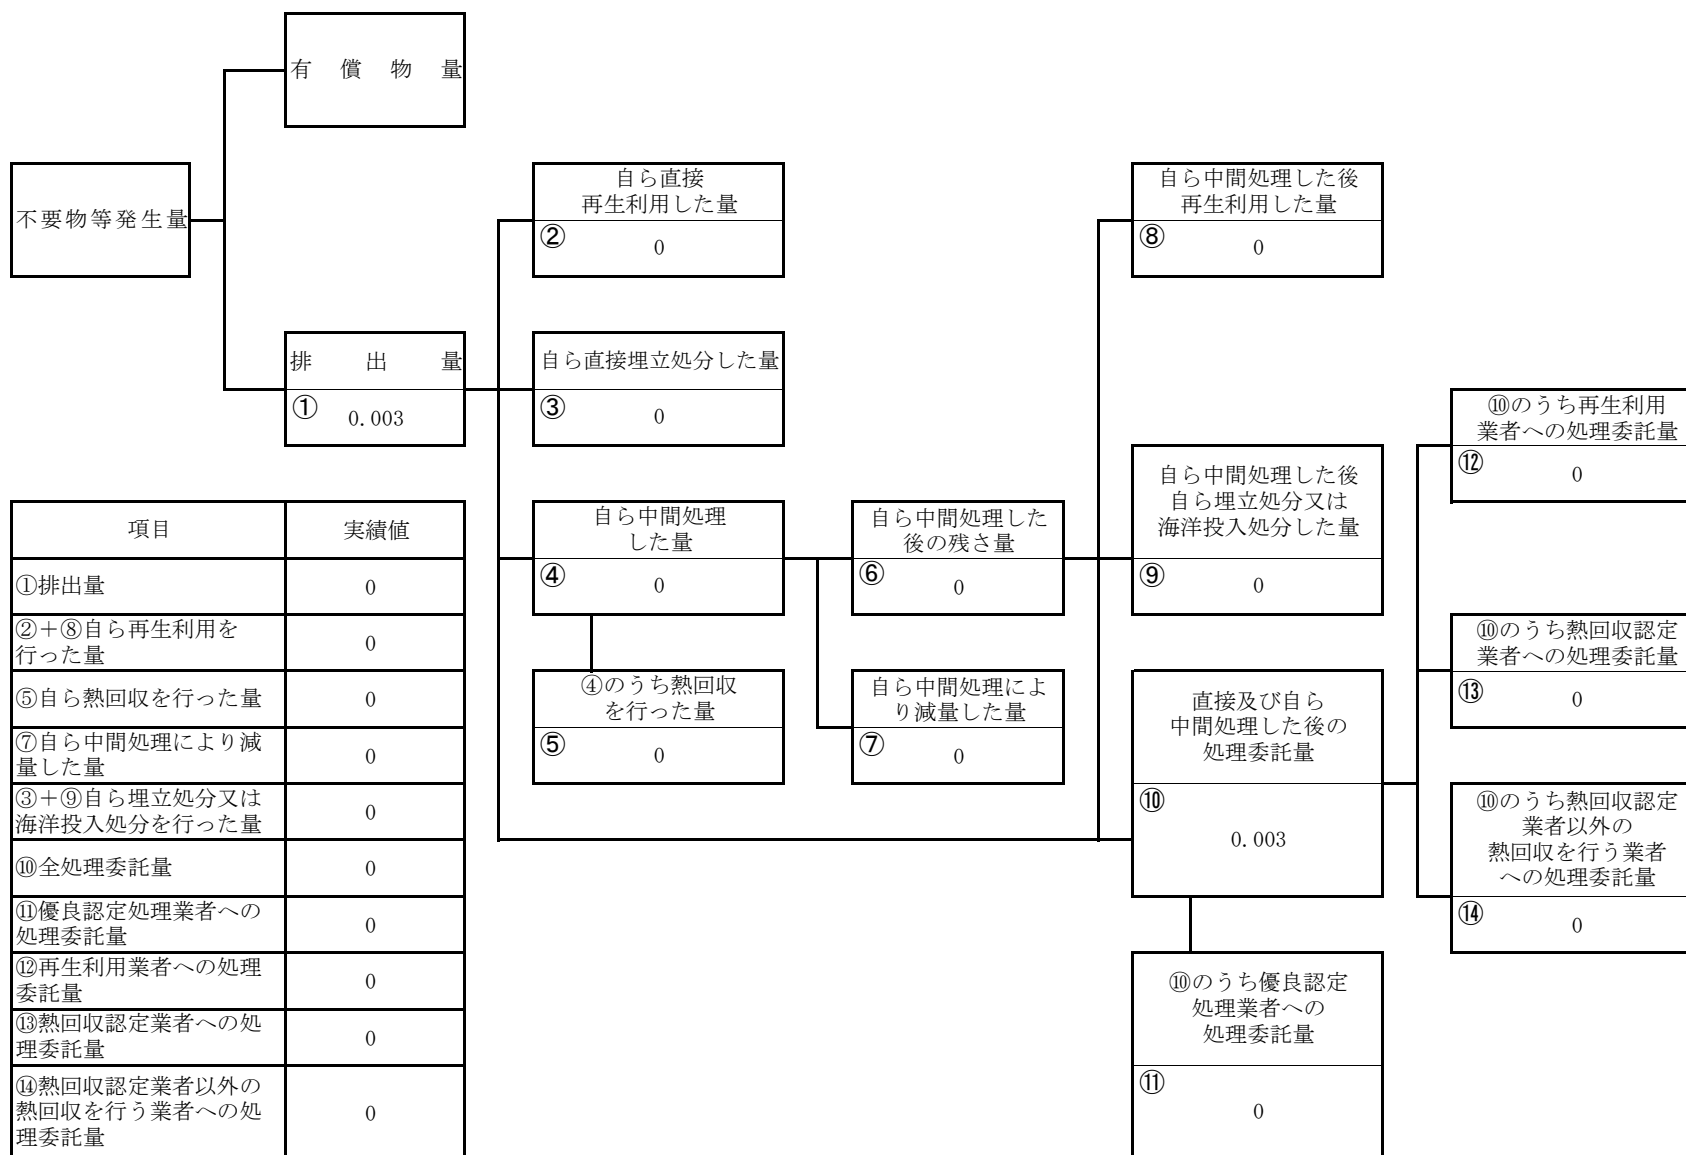 有償物量
不要物等発生量
自ら直接
再生利用した量
②
0
自ら中間処理した後
再生利用した量
⑧
0
排出量
①
0.003
自ら直接埋立処分した量
③
0
⑩のうち再生利用
業者への処理委託量
⑫
0
自ら中間処理した後
自ら埋立処分又は
海洋投入処分した量
⑨
0
自ら中間処理
した量
④
0
自ら中間処理した
後の残さ量
⑥
0
⑩のうち熱回収認定
業者への処理委託量
⑬
0
④のうち熱回収
を行った量
⑤
0
自ら中間処理によ
り減量した量
⑦
0
直接及び自ら
中間処理した後の
処理委託量
⑩
0.003
⑩のうち熱回収認定
業者以外の
熱回収を行う業者
への処理委託量
⑭
0
⑩のうち優良認定
処理業者への
処理委託量
⑪
0
項目 実績値
①排出量 0
②+⑧自ら再生利用を
行った量 0
⑤自ら熱回収を行った量 0
⑦自ら中間処理により減
量した量 0
③+⑨自ら埋立処分又は
海洋投入処分を行った量 0
⑩全処理委託量 0
⑪優良認定処理業者への
処理委託量 0
⑫再生利用業者への処理
委託量 0
⑬熱回収認定業者への処
理委託量 0
⑭熱回収認定業者以外の
熱回収を行う業者への処
理委託量 0